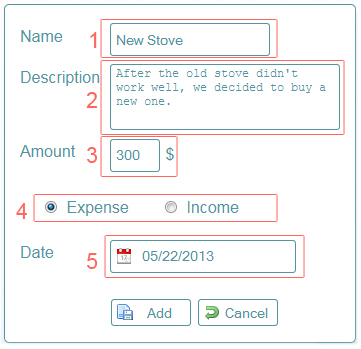 Name 1 New Stove
Description 2 After the old stove didn't
work well, we decided to buy a
new one.
Amount 3 300 $
4 Expense Income
Date 5 05/22/2013
Add Cancel